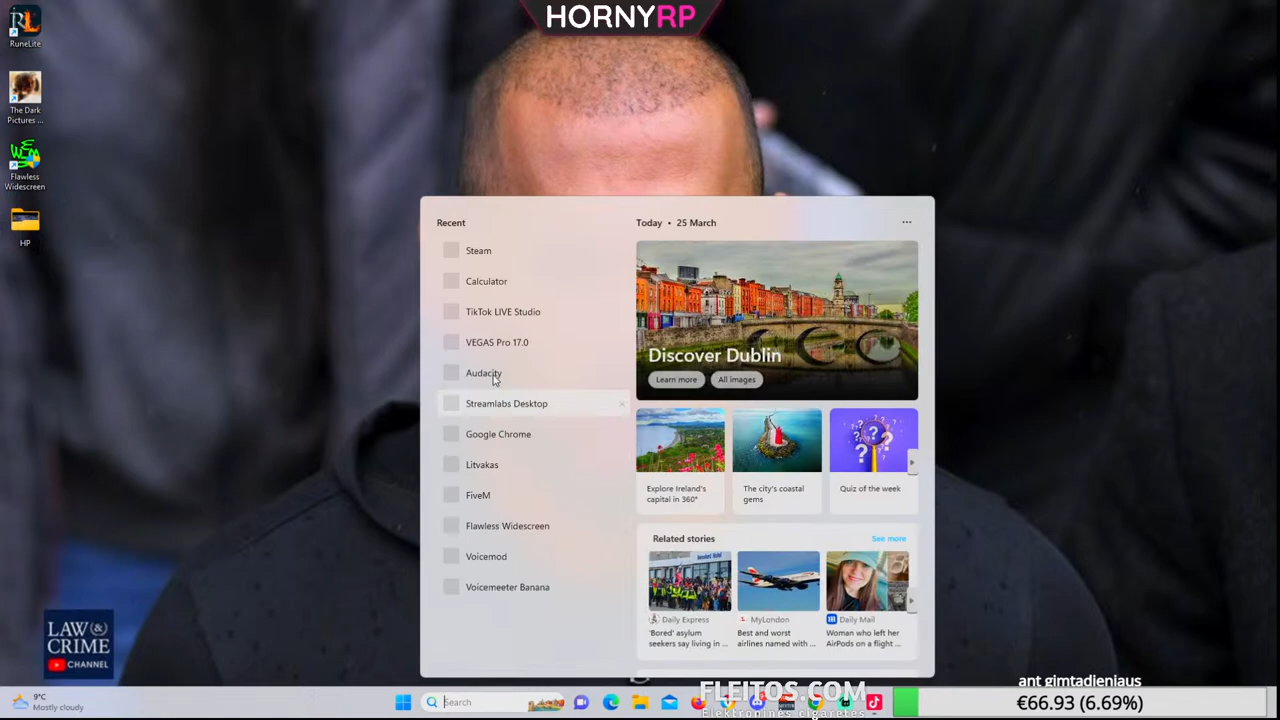 HORNYRP
RuneLite
The Dark
Pictures ...
Flawless
Widescreen
HP
Recent
Steam
Calculator
TikTok LIVE Studio
VEGAS Pro 17.0
Audacity
Streamlabs Desktop
Google Chrome
Litvakas
FiveM
Flawless Widescreen
Voicemod
Voicemeeter Banana
Today • 25 March
Discover Dublin
Learn more
All images
Explore Ireland's
capital in 360°
The city's coastal
gems
Quiz of the week
Related stories
See more
Daily Express
'Bored' asylum
seekers say living in ...
MyLondon
Best and worst
airlines named with ...
Daily Mail
Woman who left her
AirPods on a flight ...
LAW&
CRIME
CHANNEL
9°C
Mostly cloudy
Search
FLEITOS.COM
Elektronines cigaretes
ant gimtadieniaus
€66.93 (6.69%)